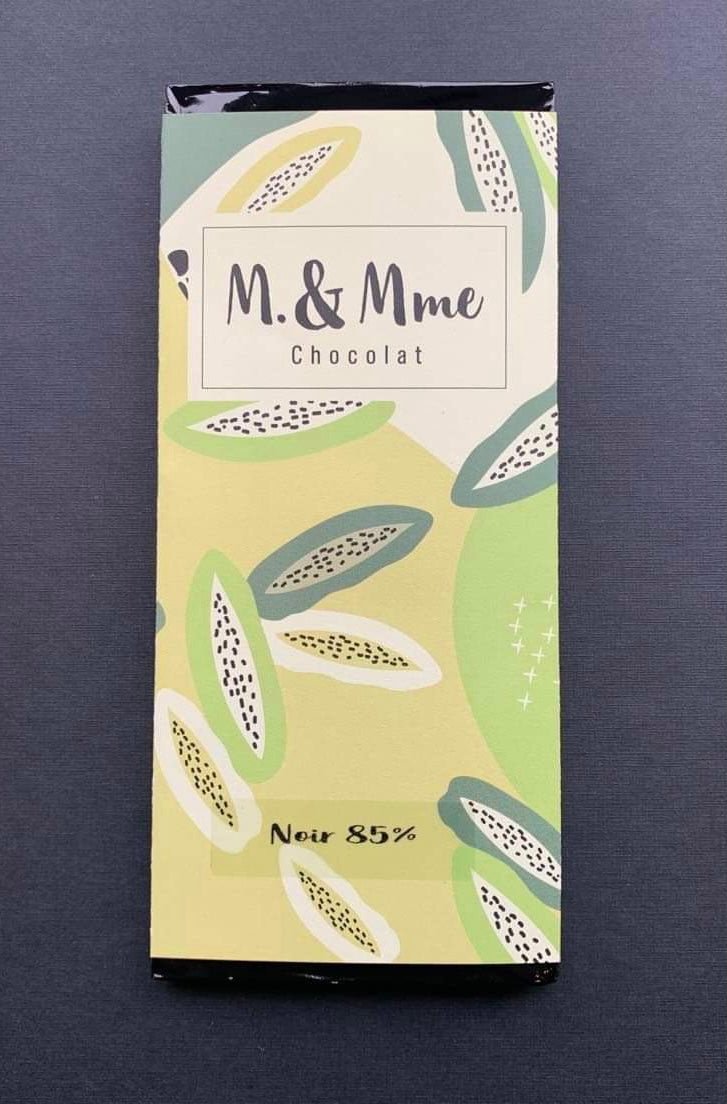 M. & Mme
Chocolat
Noir 85%